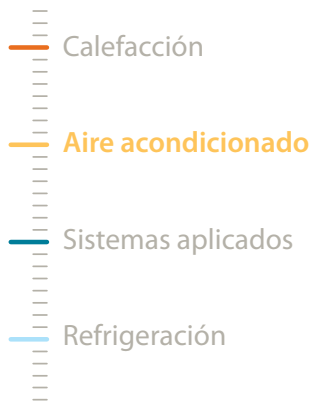 Calefacción
Aire acondicionado
Sistemas aplicados
Refrigeración